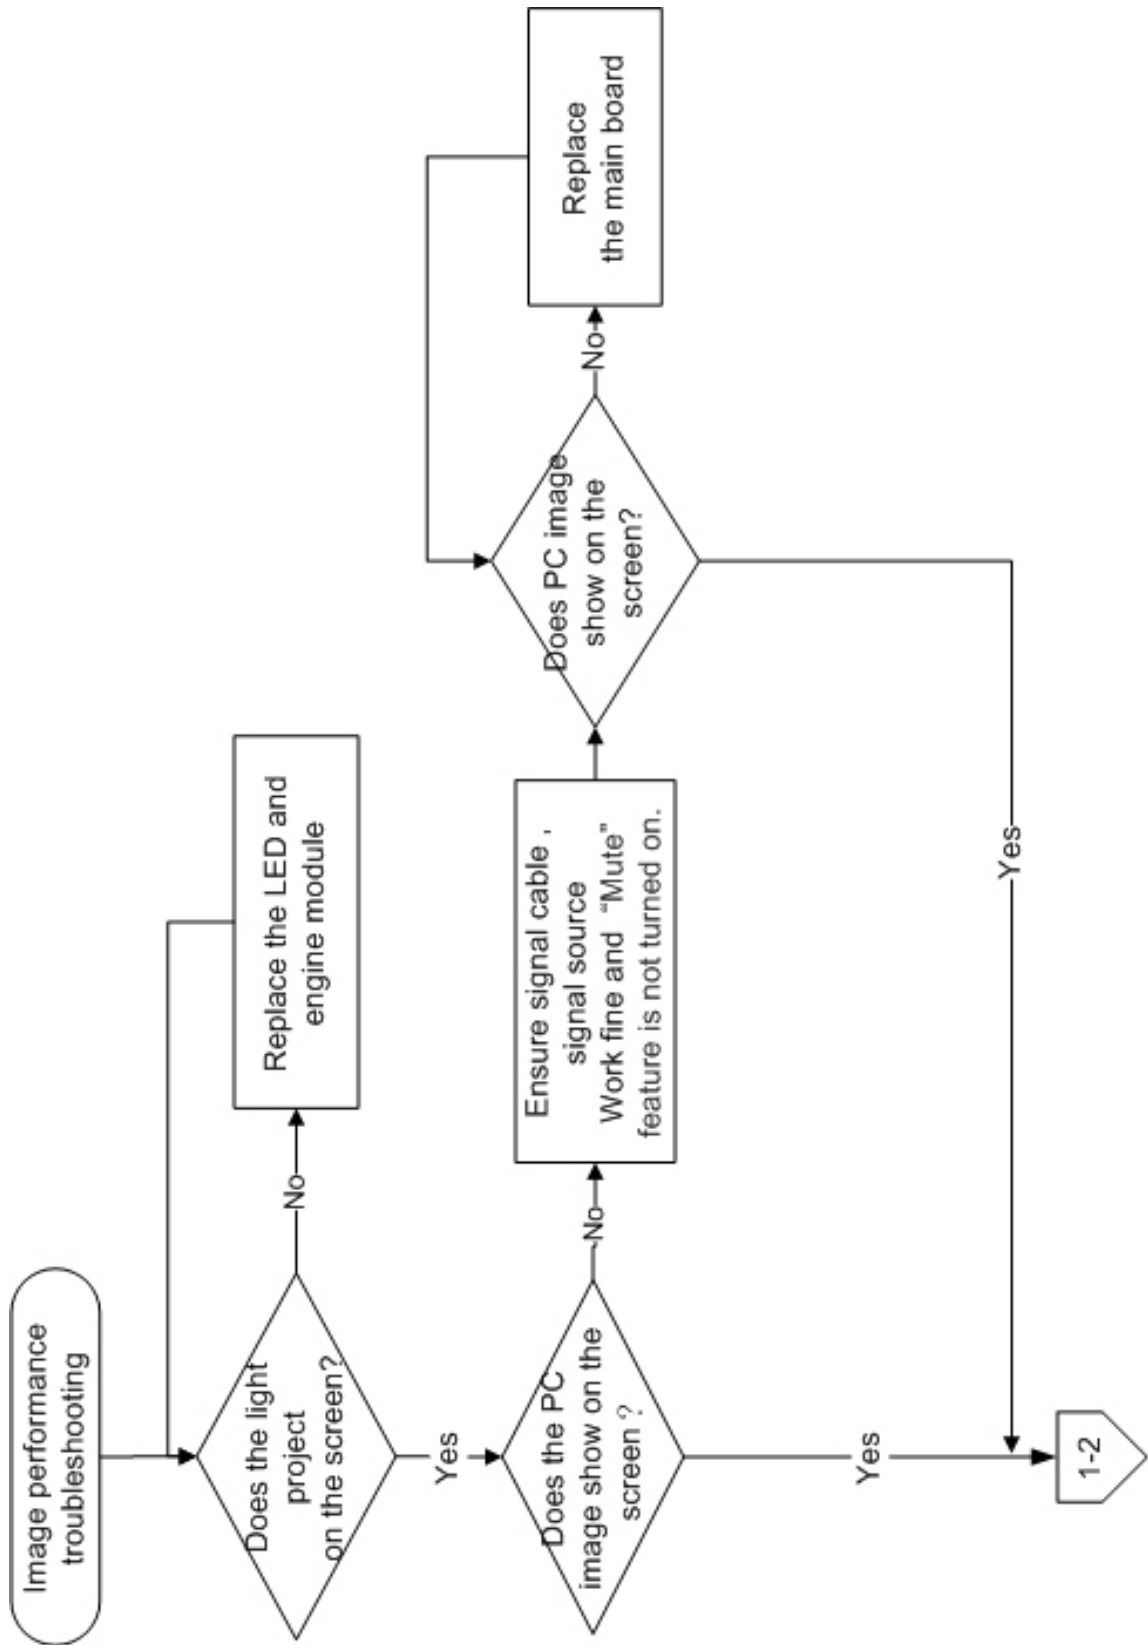 Image performance
troubleshooting
Does the light
project
on the screen?
No
Replace the LED and
engine module
Yes
Does the PC
image show on the
screen？
No
Ensure signal cable ,
signal source
Work fine and “Mute”
feature is not turned on.
Does PC image
show on the
screen?
No
Replace
the main board
Yes
Yes
1-2